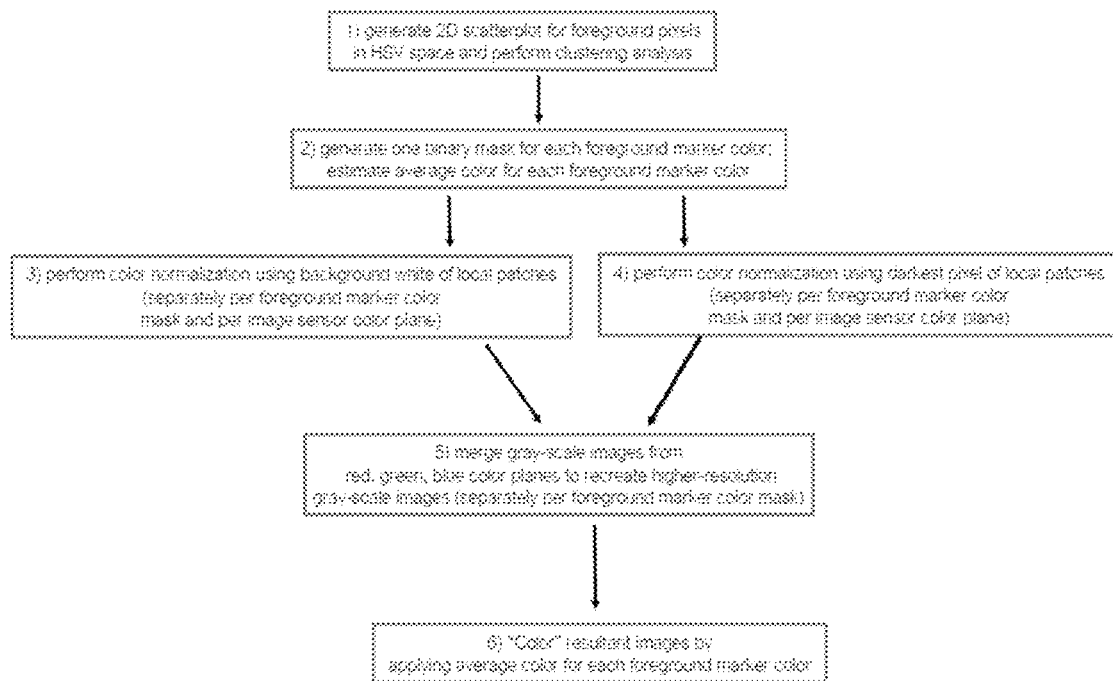 1) generate 2D scatterplot for foreground pixels
in HSV space and perform clustering analysis
2) generate one binary mask for each foreground marker color;
estimate average color for each foreground marker color
3) perform color normalization using background white of local patches
(separately per foreground marker color
mask and per image sensor color plane)
4) perform color normalization using darkest pixel of local patches
(separately per foreground marker color
mask and per image sensor color plane)
5) merge gray-scale images from
red, green, blue color planes to recreate higher-resolution
gray-scale images (separately per foreground marker color mask)
6) "Color" resultant images by
applying average color for each foreground marker color